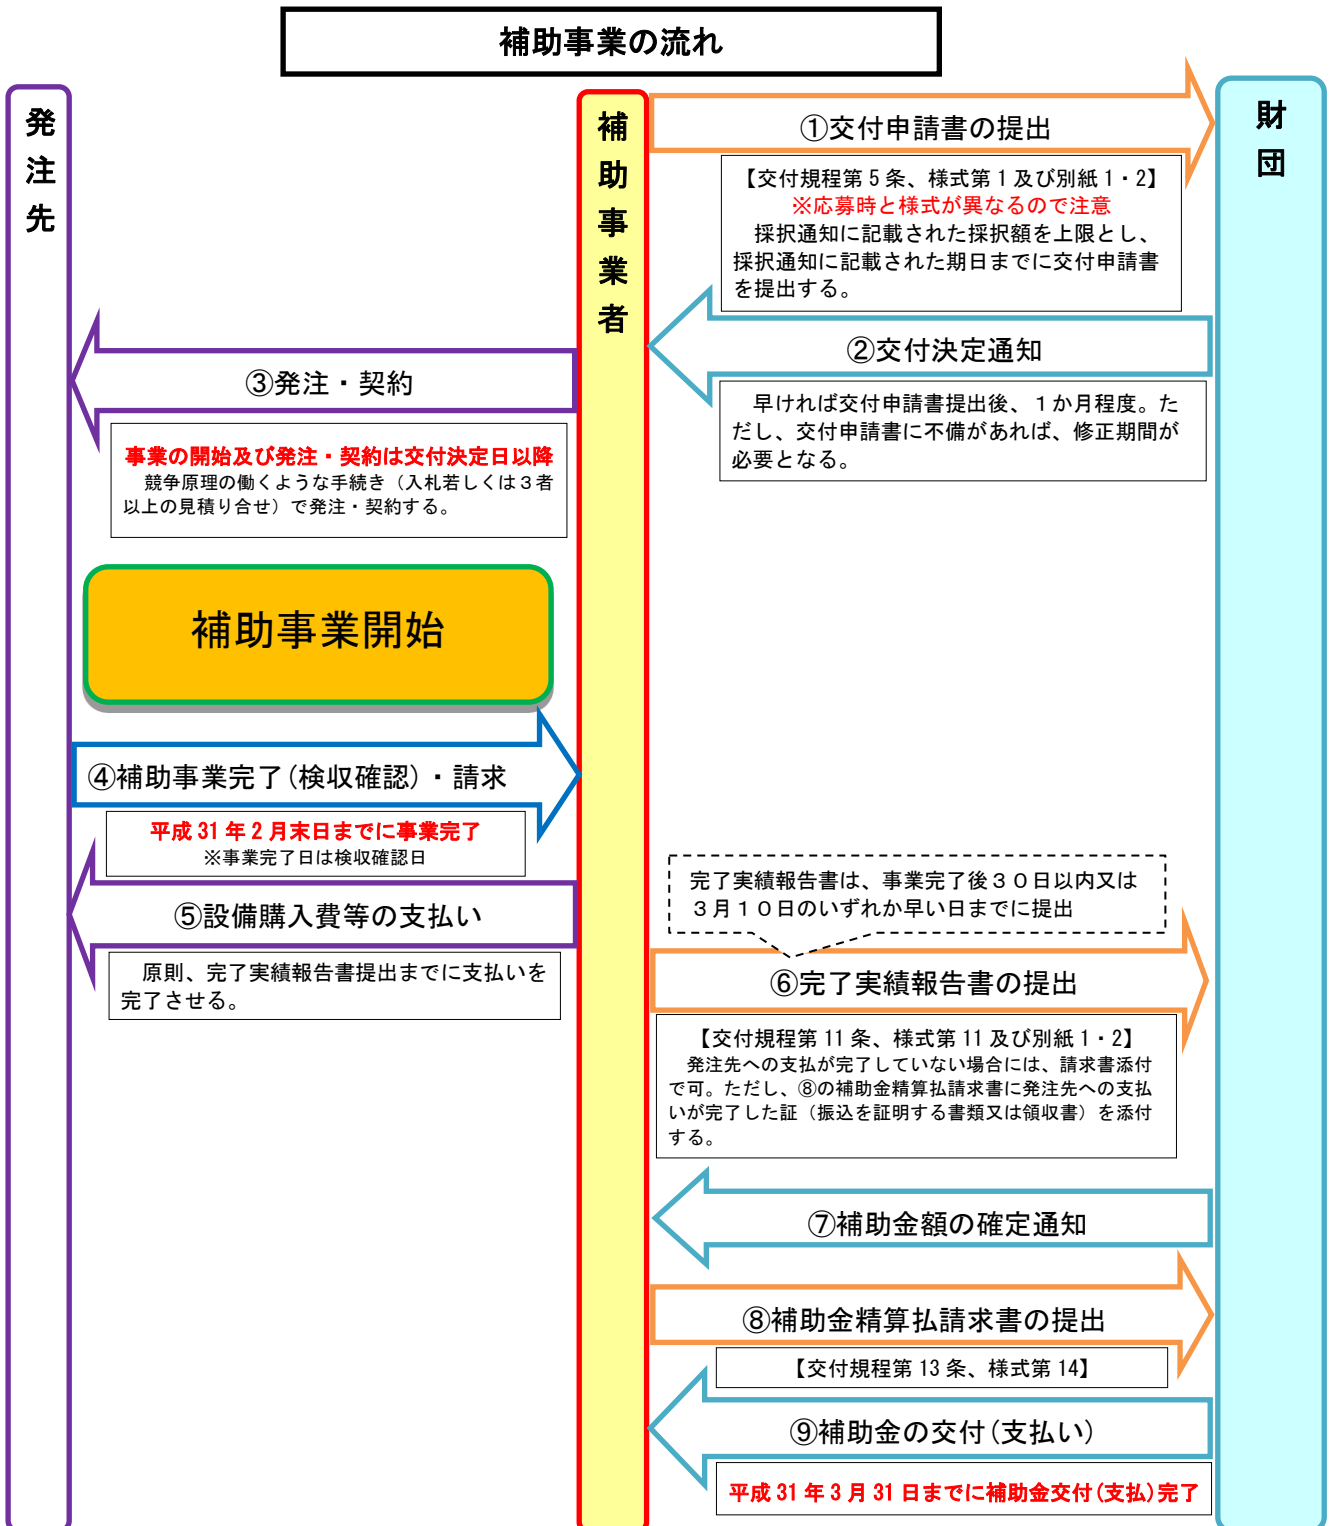 補助事業の流れ
発注先
補助事業者
財団
①交付申請書の提出
【交付規程第5条、様式第1及び別紙1・2】
※応募時と様式が異なるので注意
採択通知に記載された採択額を上限とし、
採択通知に記載された期日までに交付申請書
を提出する。
②交付決定通知
早ければ交付申請書提出後、1か月程度。た
だし、交付申請書に不備があれば、修正期間が
必要となる。
③発注・契約
事業の開始及び発注・契約は交付決定日以降
競争原理の働くような手続き（入札若しくは3者
以上の見積り合せ）で発注・契約する。
補助事業開始
④補助事業完了(検収確認)・請求
平成31年2月末日までに事業完了
※事業完了日は検収確認日
⑤設備購入費等の支払い
原則、完了実績報告書提出までに支払いを
完了させる。
完了実績報告書は、事業完了後３０日以内又は
３月１０日のいずれか早い日までに提出
⑥完了実績報告書の提出
【交付規程第11条、様式第11及び別紙1・2】
発注先への支払が完了していない場合には、請求書添付
で可。ただし、⑧の補助金精算払請求書に発注先への支払
いが完了した証（振込を証明する書類又は領収書）を添付
する。
⑦補助金額の確定通知
⑧補助金精算払請求書の提出
【交付規程第13条、様式第14】
⑨補助金の交付(支払い)
平成31年3月31日までに補助金交付(支払)完了